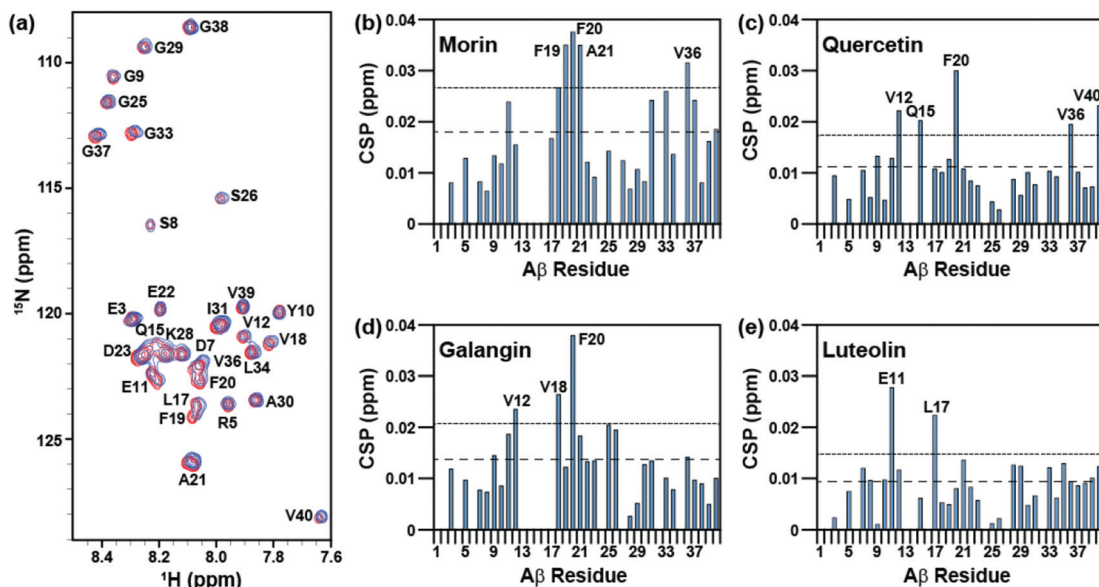 (a)
G38
G29
G9
G25
G33
G37
S26
S8
E22
V39
E3
I31
Y10
Q15
K28
V12
D7
V18
D23
V36
L34
E11
F20
L17
A30
F19
R5
A21
V40
110
115
120
125
¹⁵N (ppm)
8.4 8.2 8.0 7.8 7.6
¹H (ppm)
(b)
Morin
F20
F19
A21
V36
0.04
0.03
0.02
0.01
0
CSP (ppm)
1 5 9 13 17 21 25 29 33 37
Aβ Residue
(c)
Quercetin
F20
V12
Q15
V40
V36
0.04
0.03
0.02
0.01
0
CSP (ppm)
1 5 9 13 17 21 25 29 33 37
Aβ Residue
(d)
Galangin
F20
V18
V12
0.04
0.03
0.02
0.01
0
CSP (ppm)
1 5 9 13 17 21 25 29 33 37
Aβ Residue
(e)
Luteolin
E11
L17
0.04
0.03
0.02
0.01
0
CSP (ppm)
1 5 9 13 17 21 25 29 33 37
Aβ Residue